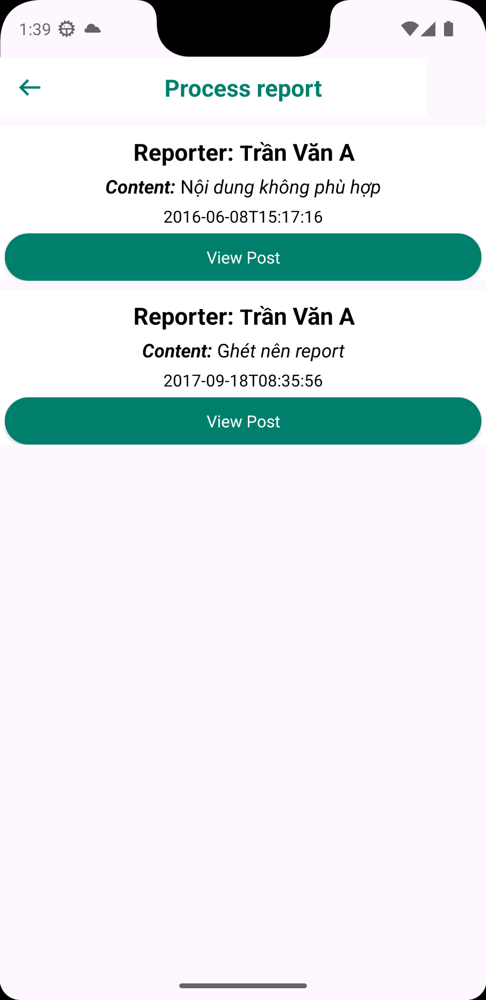 1:39
Process report
Reporter: Trần Văn A
Content: Nội dung không phù hợp
2016-06-08T15:17:16
View Post
Reporter: Trần Văn A
Content: Ghét nên report
2017-09-18T08:35:56
View Post